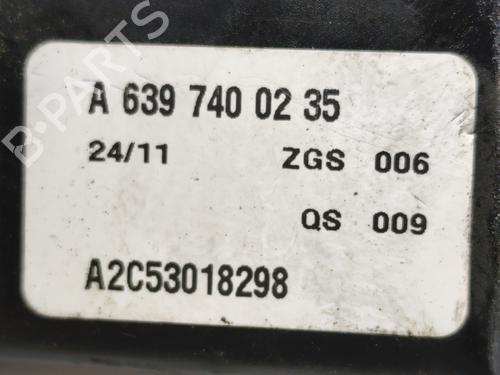 A 639 740 02 35
24/11 ZGS 006
QS 009
A2C53018298
B-PARTS